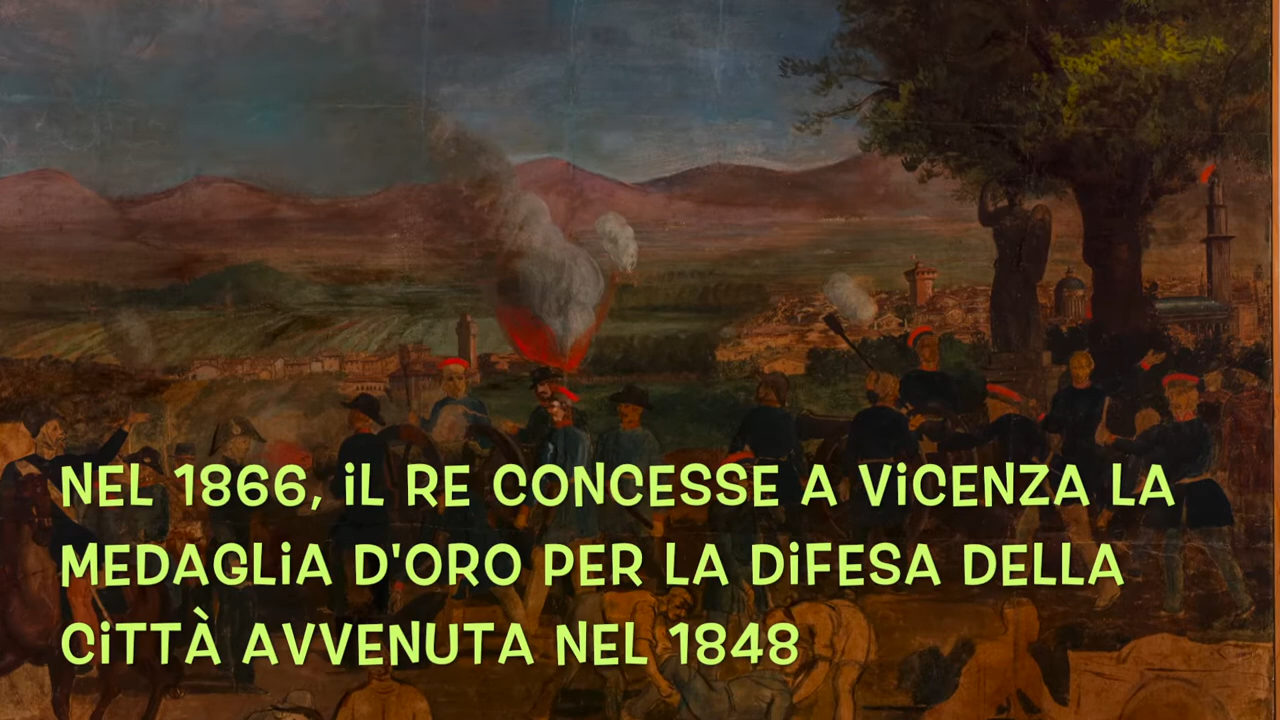 NEL 1866, iL RE CONCESSE A ViCENZA LA
MEDAGLiA D'ORO PER LA DiFESA DELLA
CiTTÀ AVVENUTA NEL 1848